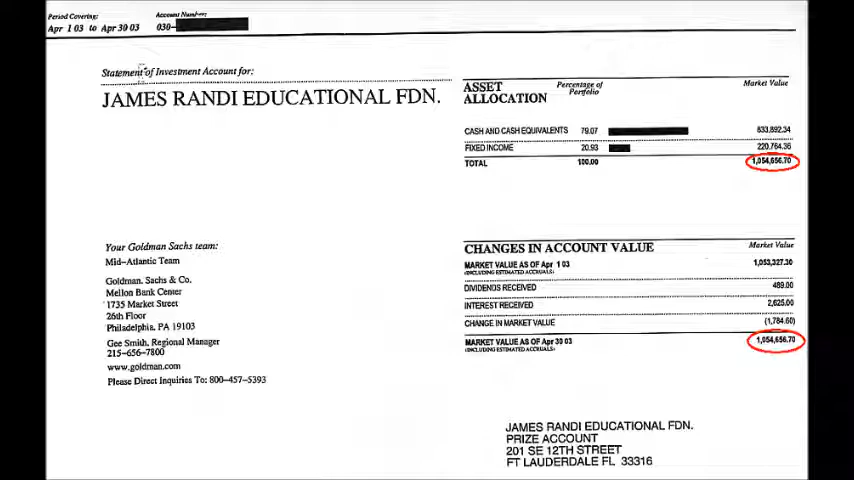 Period Covering:
Account Number:
Apr 1 03 to Apr 30 03
030-
Statement of Investment Account for:
JAMES RANDI EDUCATIONAL FDN.
ASSET
ALLOCATION
Percentage of
Portfolio
Market Value
CASH AND CASH EQUIVALENTS 79.07 833,892.34
FIXED INCOME 20.93 220,764.36
TOTAL 100.00 1,054,656.70
Your Goldman Sachs team:
Mid-Atlantic Team
Goldman, Sachs & Co.
Mellon Bank Center
1735 Market Street
26th Floor
Philadelphia, PA 19103
Gee Smith, Regional Manager
215-656-7800
www.goldman.com
Please Direct Inquiries To: 800-457-5393
CHANGES IN ACCOUNT VALUE Market Value
MARKET VALUE AS OF Apr 1 03 1,053,327.30
(INCLUDING ESTIMATED ACCRUALS)
DIVIDENDS RECEIVED 489.00
INTEREST RECEIVED 2,625.00
CHANGE IN MARKET VALUE (1,784.60)
MARKET VALUE AS OF Apr 30 03 1,054,656.70
(INCLUDING ESTIMATED ACCRUALS)
JAMES RANDI EDUCATIONAL FDN.
PRIZE ACCOUNT
201 SE 12TH STREET
FT LAUDERDALE FL 33316